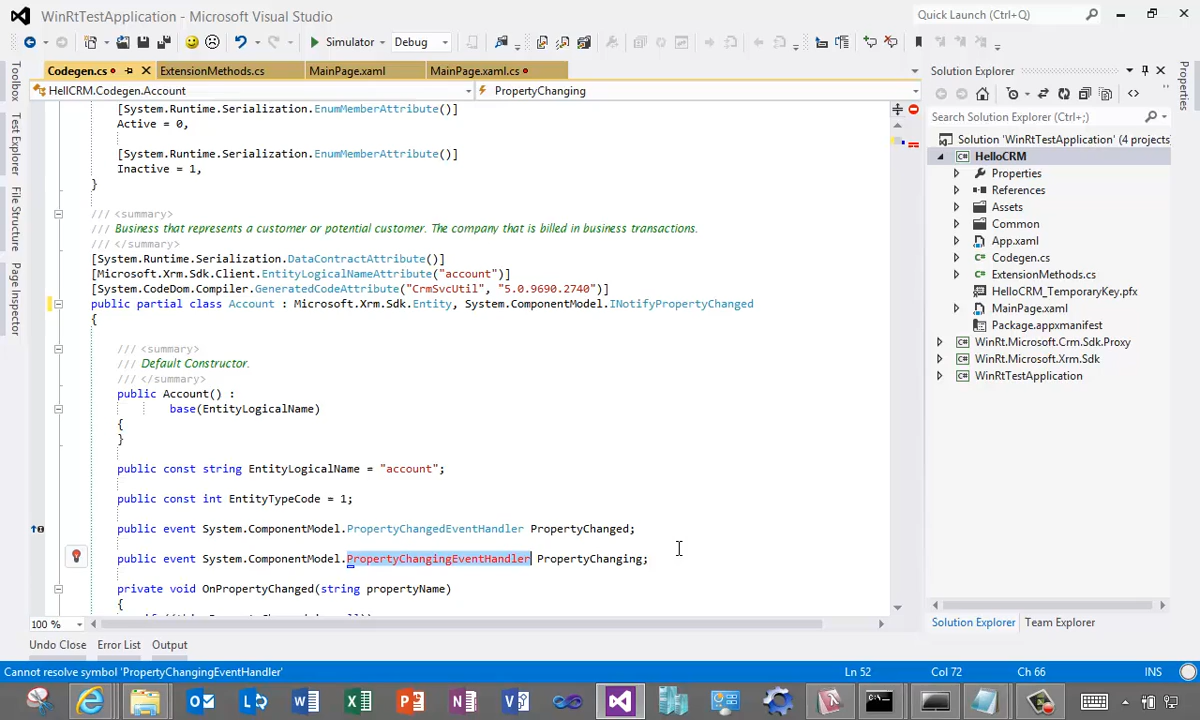 WinRtTestApplication - Microsoft Visual Studio
Quick Launch (Ctrl+Q)
Simulator
Debug
Codegen.cs
ExtensionMethods.cs
MainPage.xaml
MainPage.xaml.cs
HellCRM.Codegen.Account
PropertyChanging
[System.Runtime.Serialization.EnumMemberAttribute()]
Active = 0,
[System.Runtime.Serialization.EnumMemberAttribute()]
Inactive = 1,
}
/// <summary>
/// Business that represents a customer or potential customer. The company that is billed in business transactions.
/// </summary>
[System.Runtime.Serialization.DataContractAttribute()]
[Microsoft.Xrm.Sdk.Client.EntityLogicalNameAttribute("account")]
[System.CodeDom.Compiler.GeneratedCodeAttribute("CrmSvcUtil", "5.0.9690.2740")]
public partial class Account : Microsoft.Xrm.Sdk.Entity, System.ComponentModel.INotifyPropertyChanged
{
/// <summary>
/// Default Constructor.
/// </summary>
public Account() :
base(EntityLogicalName)
{
}
public const string EntityLogicalName = "account";
public const int EntityTypeCode = 1;
public event System.ComponentModel.PropertyChangedEventHandler PropertyChanged;
public event System.ComponentModel.PropertyChangingEventHandler PropertyChanging;
private void OnPropertyChanged(string propertyName)
{
100 %
Toolbox
Test Explorer
File Structure
Page Inspector
Solution Explorer
Search Solution Explorer (Ctrl+;)
Solution 'WinRtTestApplication' (4 projects)
HelloCRM
Properties
References
Assets
Common
App.xaml
Codegen.cs
ExtensionMethods.cs
HelloCRM_TemporaryKey.pfx
MainPage.xaml
Package.appxmanifest
WinRt.Microsoft.Crm.Sdk.Proxy
WinRt.Microsoft.Xrm.Sdk
WinRtTestApplication
Solution Explorer
Team Explorer
Properties
Undo Close
Error List
Output
Cannot resolve symbol 'PropertyChangingEventHandler'
Ln 52
Col 72
Ch 66
INS